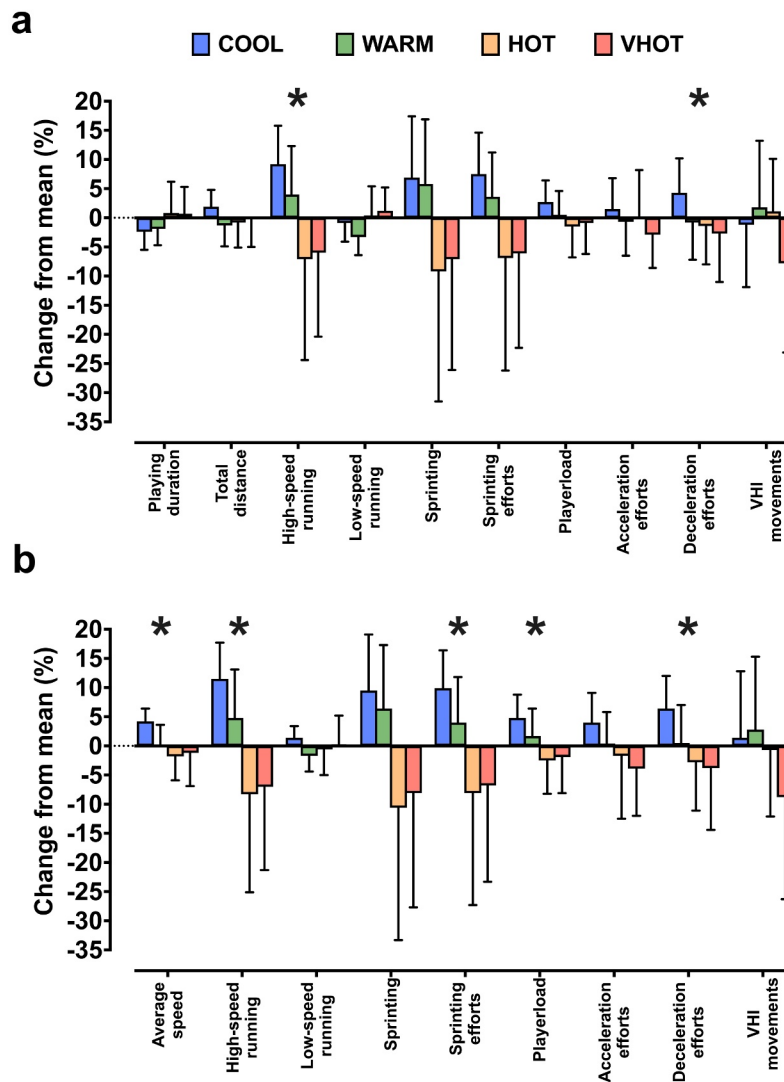 a
COOL WARM HOT VHOT
*
*
Change from mean (%)
20
15
10
5
0
-5
-10
-15
-20
-25
-30
-35
Playing
duration
Total
distance
High-speed
running
Low-speed
running
Sprinting
Sprinting
efforts
Playerload
Acceleration
efforts
Deceleration
efforts
VHI
movements
b
*
*
*
*
*
Change from mean (%)
20
15
10
5
0
-5
-10
-15
-20
-25
-30
-35
Average
speed
High-speed
running
Low-speed
running
Sprinting
Sprinting
efforts
Playerload
Acceleration
efforts
Deceleration
efforts
VHI
movements